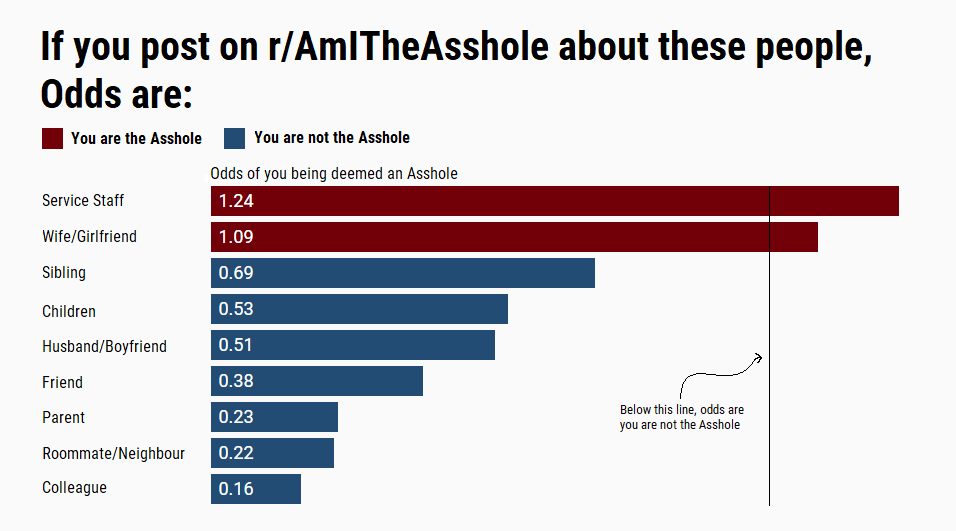 If you post on r/AmITheAsshole about these people,
Odds are:
You are the Asshole
You are not the Asshole
Odds of you being deemed an Asshole
Service Staff 1.24
Wife/Girlfriend 1.09
Sibling 0.69
Children 0.53
Husband/Boyfriend 0.51
Friend 0.38
Parent 0.23
Roommate/Neighbour 0.22
Colleague 0.16
Below this line, odds are
you are not the Asshole